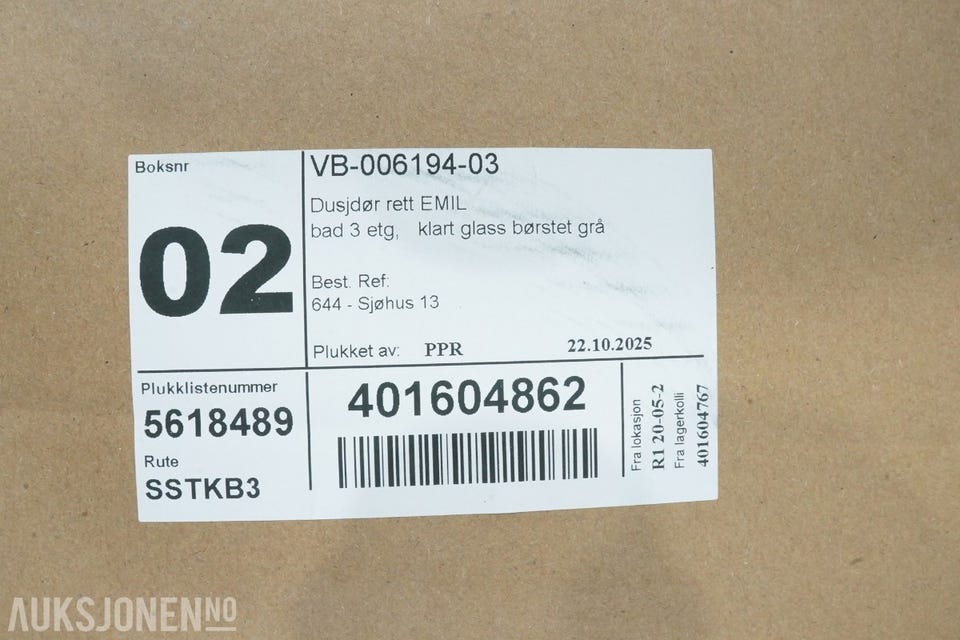 Boksnr
02
VB-006194-03
Dusjdør rett EMIL
bad 3 etg, klart glass børstet grå
Best. Ref:
644 - Sjøhus 13
Plukket av: PPR 22.10.2025
Plukklistenummer
5618489
Rute
SSTKB3
401604862
Fra lokasjon
R1 20-05-2
Fra lagerkolli
401604767
AUKSJONEN.NO